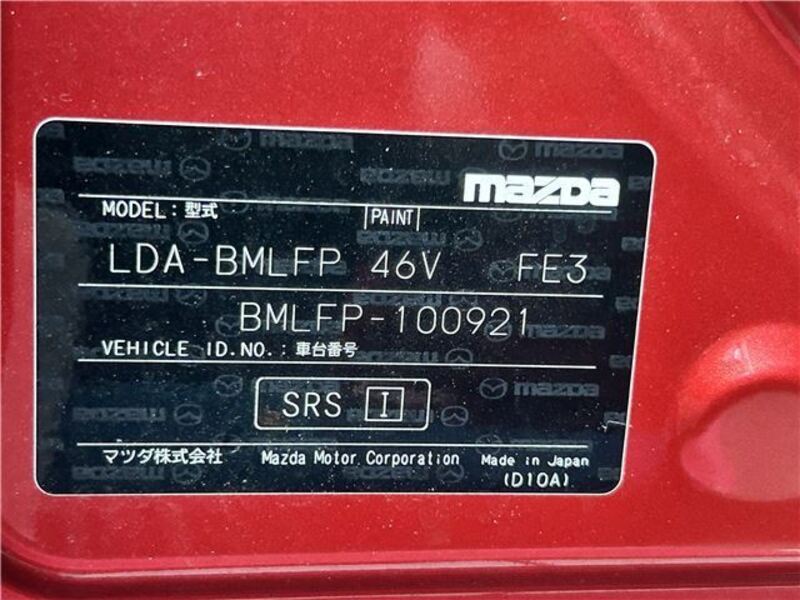 mazda
MODEL : 型式 PAINT
LDA-BMLFP 46V FE3
BMLFP-100921
VEHICLE ID.NO. : 車台番号
SRS I
マツダ株式会社 Mazda Motor Corporation Made in Japan
(D10A)